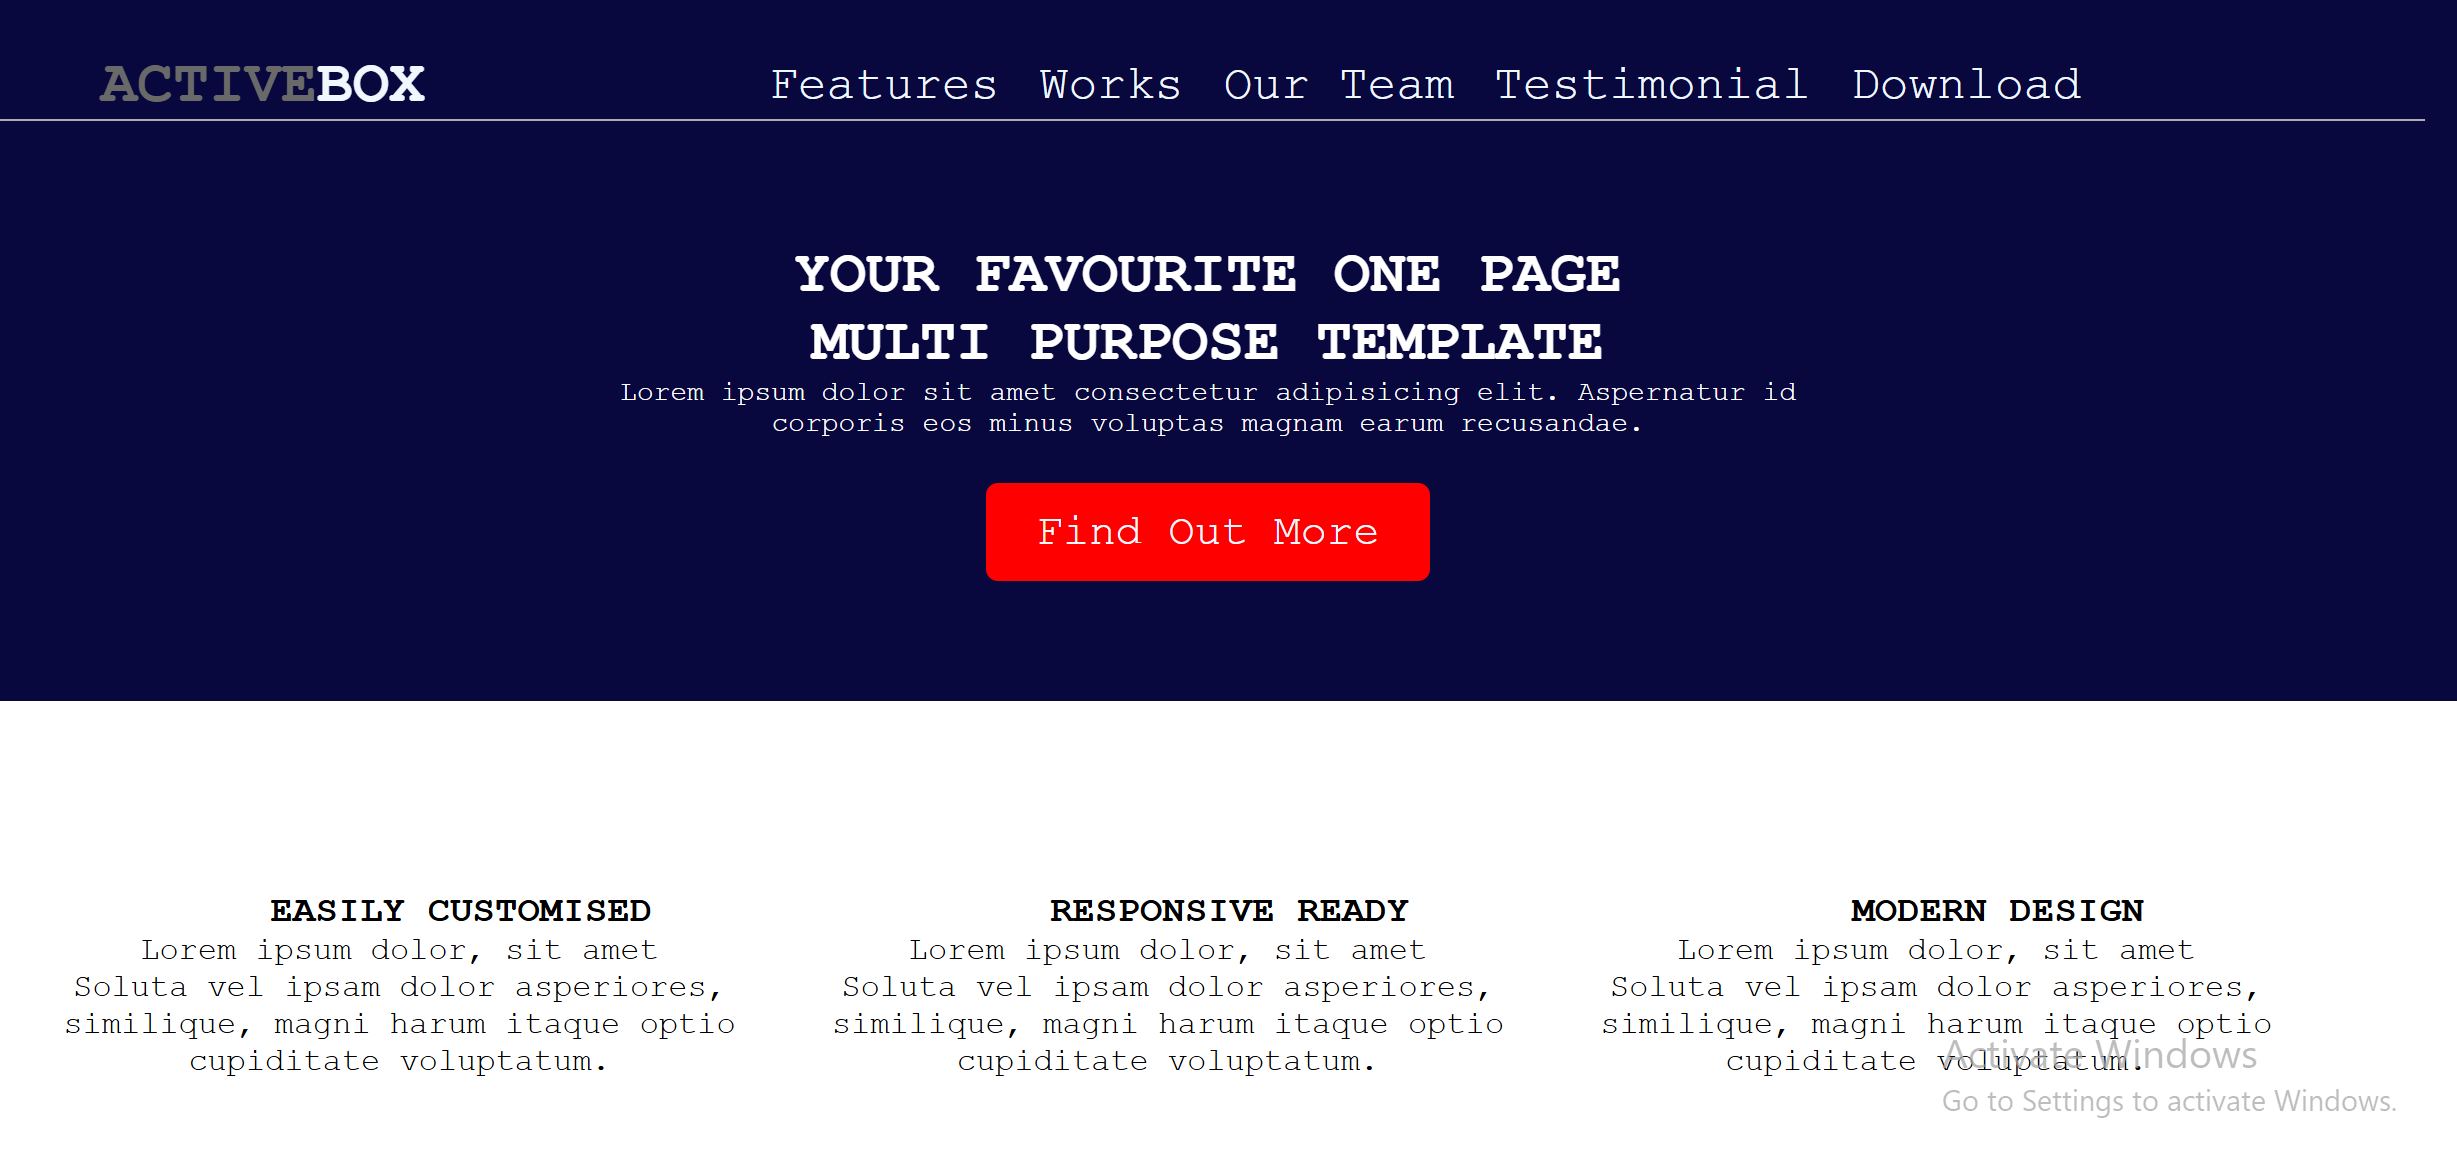 ACTIVEBOX
Features Works Our Team Testimonial Download
YOUR FAVOURITE ONE PAGE
MULTI PURPOSE TEMPLATE
Lorem ipsum dolor sit amet consectetur adipisicing elit. Aspernatur id
corporis eos minus voluptas magnam earum recusandae.
Find Out More
EASILY CUSTOMISED
Lorem ipsum dolor, sit amet
Soluta vel ipsam dolor asperiores,
similique, magni harum itaque optio
cupiditate voluptatum.
RESPONSIVE READY
Lorem ipsum dolor, sit amet
Soluta vel ipsam dolor asperiores,
similique, magni harum itaque optio
cupiditate voluptatum.
MODERN DESIGN
Lorem ipsum dolor, sit amet
Soluta vel ipsam dolor asperiores,
similique, magni harum itaque optio
cupiditate voluptatum.
Activate Windows
Go to Settings to activate Windows.